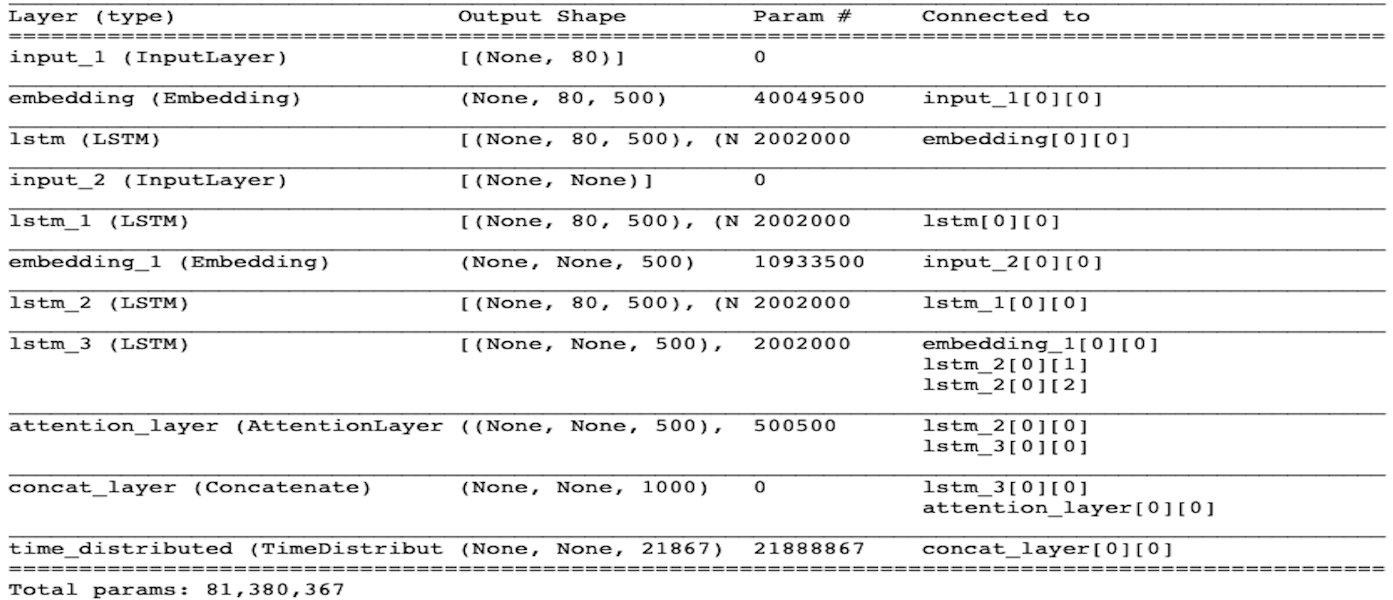 Layer (type) Output Shape Param # Connected to
input_1 (InputLayer) [(None, 80)] 0
embedding (Embedding) (None, 80, 500) 40049500 input_1[0][0]
lstm (LSTM) [(None, 80, 500), (N 2002000 embedding[0][0]
input_2 (InputLayer) [(None, None)] 0
lstm_1 (LSTM) [(None, 80, 500), (N 2002000 lstm[0][0]
embedding_1 (Embedding) (None, None, 500) 10933500 input_2[0][0]
lstm_2 (LSTM) [(None, 80, 500), (N 2002000 lstm_1[0][0]
lstm_3 (LSTM) [(None, None, 500), 2002000 embedding_1[0][0]
lstm_2[0][1]
lstm_2[0][2]
attention_layer (AttentionLayer ((None, None, 500), 500500 lstm_2[0][0]
lstm_3[0][0]
concat_layer (Concatenate) (None, None, 1000) 0 lstm_3[0][0]
attention_layer[0][0]
time_distributed (TimeDistribut (None, None, 21867) 21888867 concat_layer[0][0]
Total params: 81,380,367